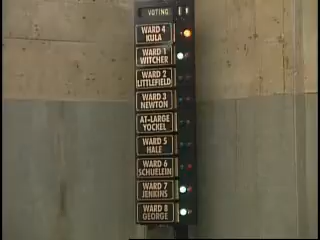 VOTING
WARD 4
KULA
WARD 1
WITCHER
WARD 2
LITTLEFIELD
WARD 3
NEWTON
AT-LARGE
YOCKEL
WARD 5
HALE
WARD 6
SCHUELEIN
WARD 7
JENKINS
WARD 8
GEORGE